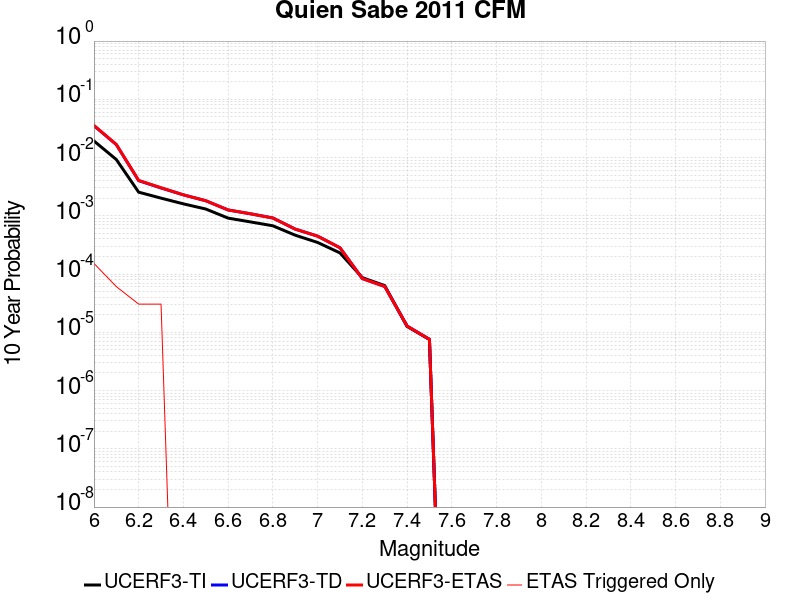 Quien Sabe 2011 CFM
10 0
10 -1
10 -2
10 -3
10 -4
10 -5
10 -6
10 -7
10 -8
10 Year Probability
6 6.2 6.4 6.6 6.8 7 7.2 7.4 7.6 7.8 8 8.2 8.4 8.6 8.8 9
Magnitude
UCERF3-TI UCERF3-TD UCERF3-ETAS ETAS Triggered Only